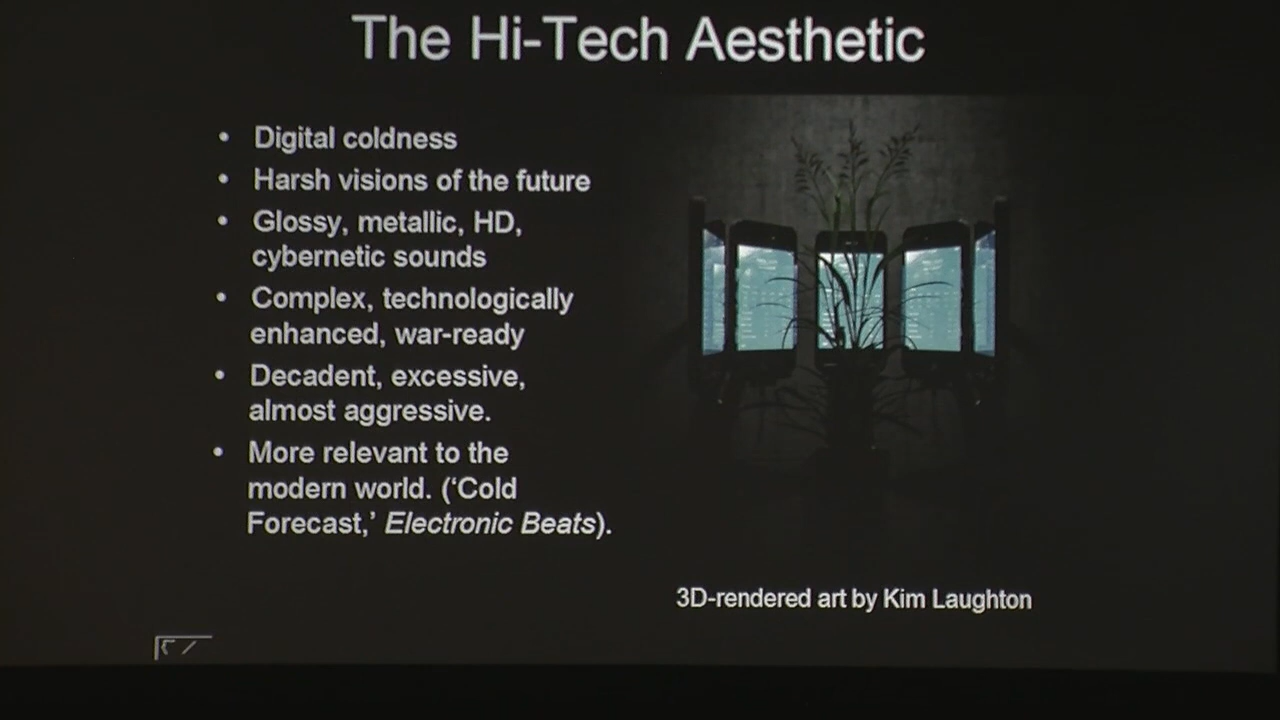 The Hi-Tech Aesthetic
• Digital coldness
• Harsh visions of the future
• Glossy, metallic, HD,
cybernetic sounds
• Complex, technologically
enhanced, war-ready
• Decadent, excessive,
almost aggressive.
• More relevant to the
modern world. (‘Cold
Forecast,’ Electronic Beats).
3D-rendered art by Kim Laughton